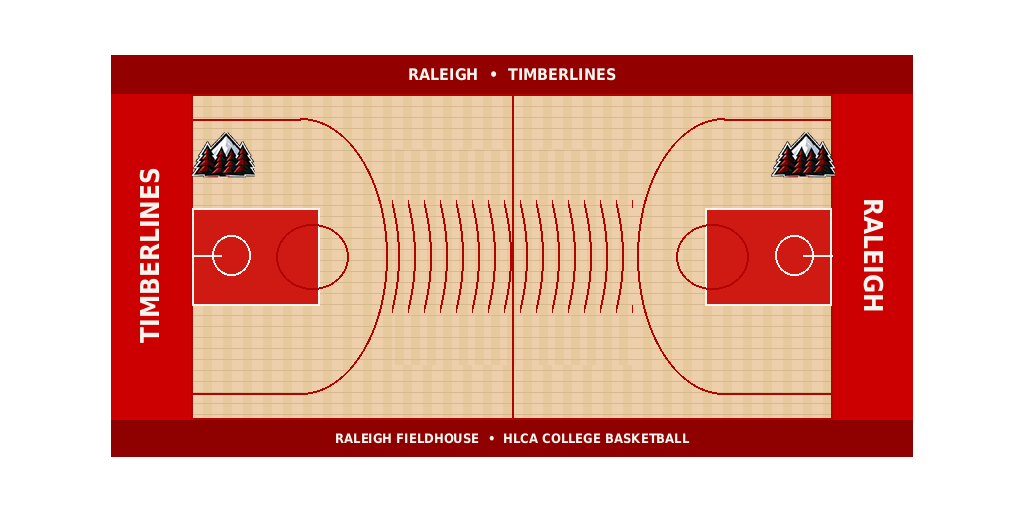 RALEIGH • TIMBERLINES
TIMBERLINES
RALEIGH
RALEIGH FIELDHOUSE • HLCA COLLEGE BASKETBALL